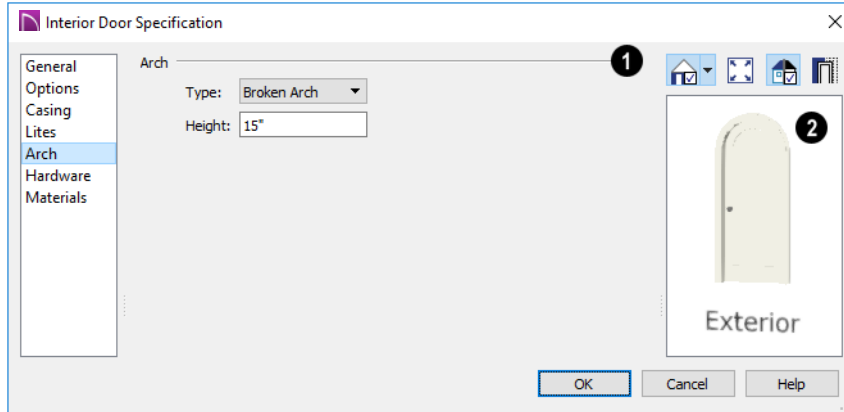 Interior Door Specification
General
Options
Casing
Lites
Arch
Hardware
Materials
Arch
Type: Broken Arch
Height: 15"
1
2
Exterior
OK Cancel Help